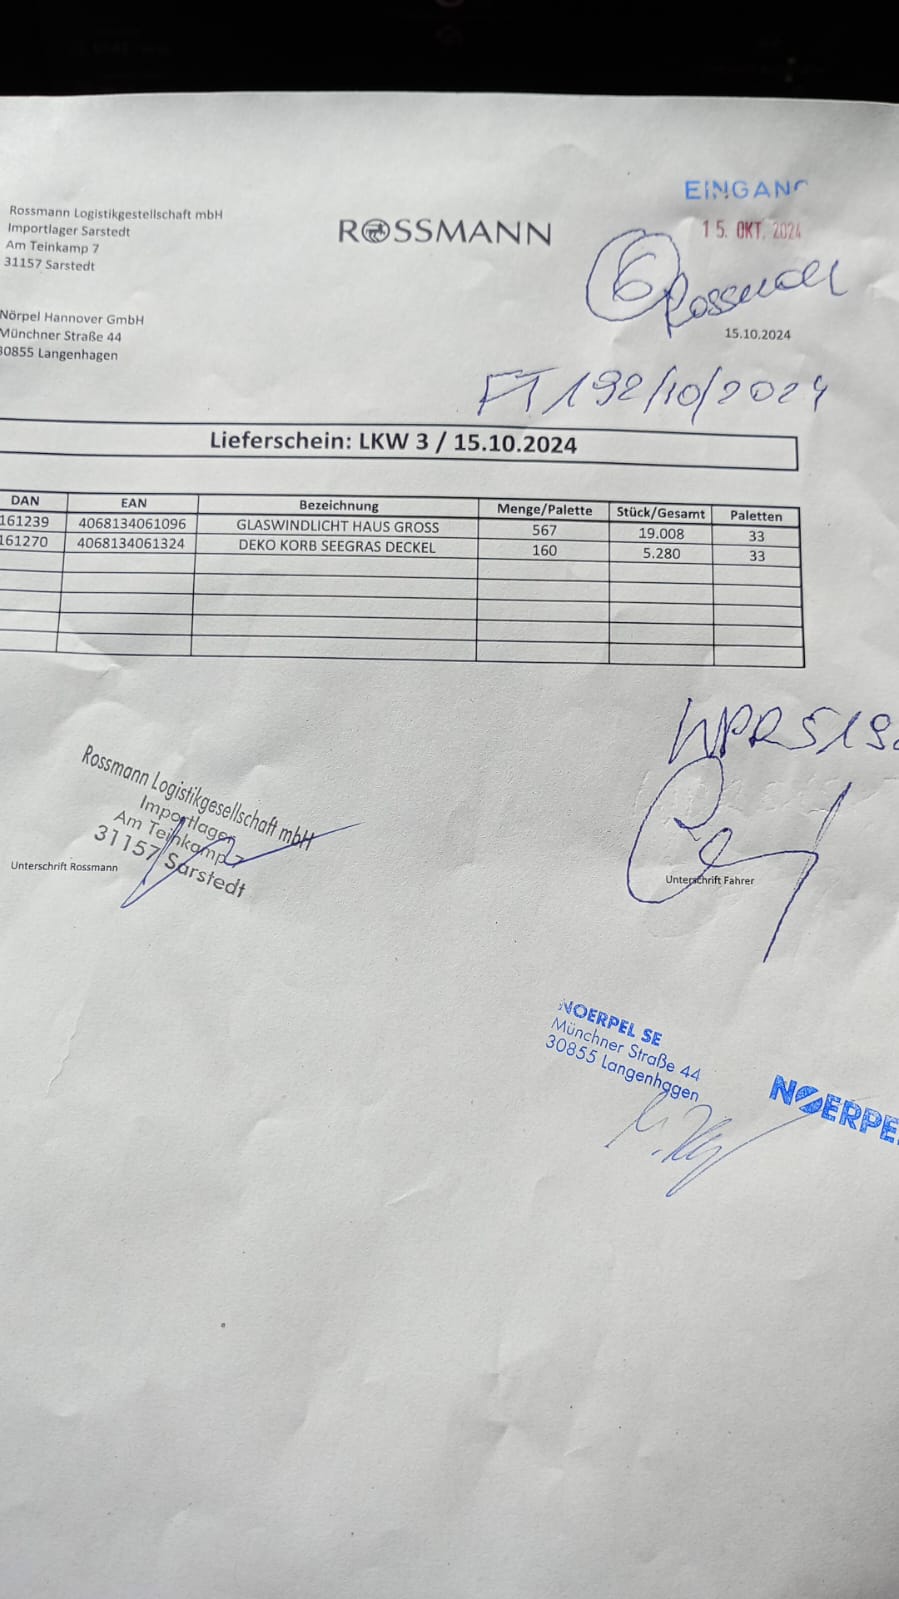 EINGANG
15. OKT. 2024
Rossmann Logistikgestellschaft mbH
Importlager Sarstedt
Am Teinkamp 7
31157 Sarstedt
ROSSMANN
6
Rossmann
15.10.2024
Nörpel Hannover GmbH
Münchner Straße 44
30855 Langenhagen
FT 192/10/2024
Lieferschein: LKW 3 / 15.10.2024
DAN EAN Bezeichnung Menge/Palette Stück/Gesamt Paletten
161239 4068134061096 GLASWINDLICHT HAUS GROSS 567 19.008 33
161270 4068134061324 DEKO KORB SEEGRAS DECKEL 160 5.280 33
Rossmann Logistikgesellschaft mbH
Importlager
Am Teinkamp 7
31157 Sarstedt
Unterschrift Rossmann
Unterschrift Fahrer
NOERPEL SE
Münchner Straße 44
30855 Langenhagen
NOERPEL